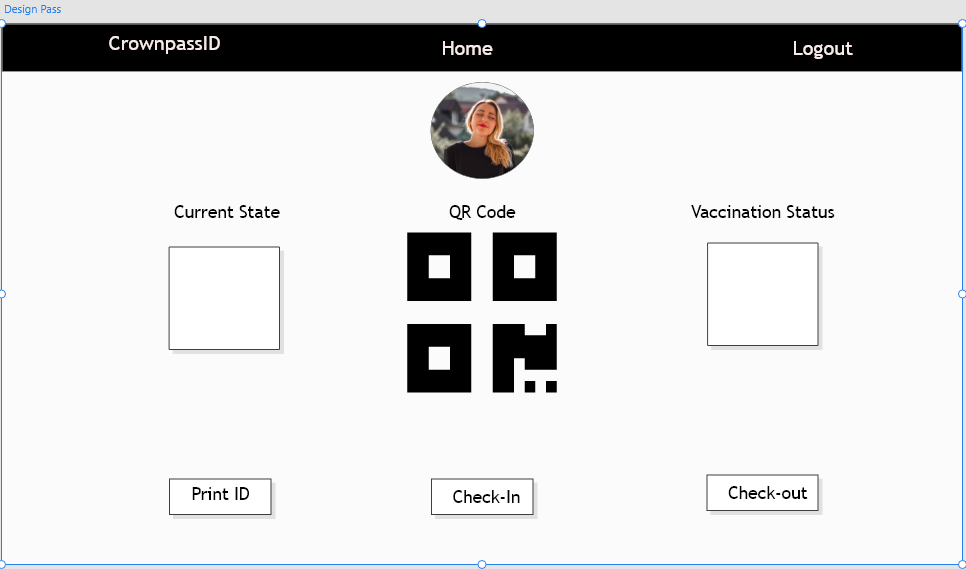 Design Pass
CrownpassID
Home
Logout
Current State
QR Code
Vaccination Status
Print ID
Check-In
Check-out